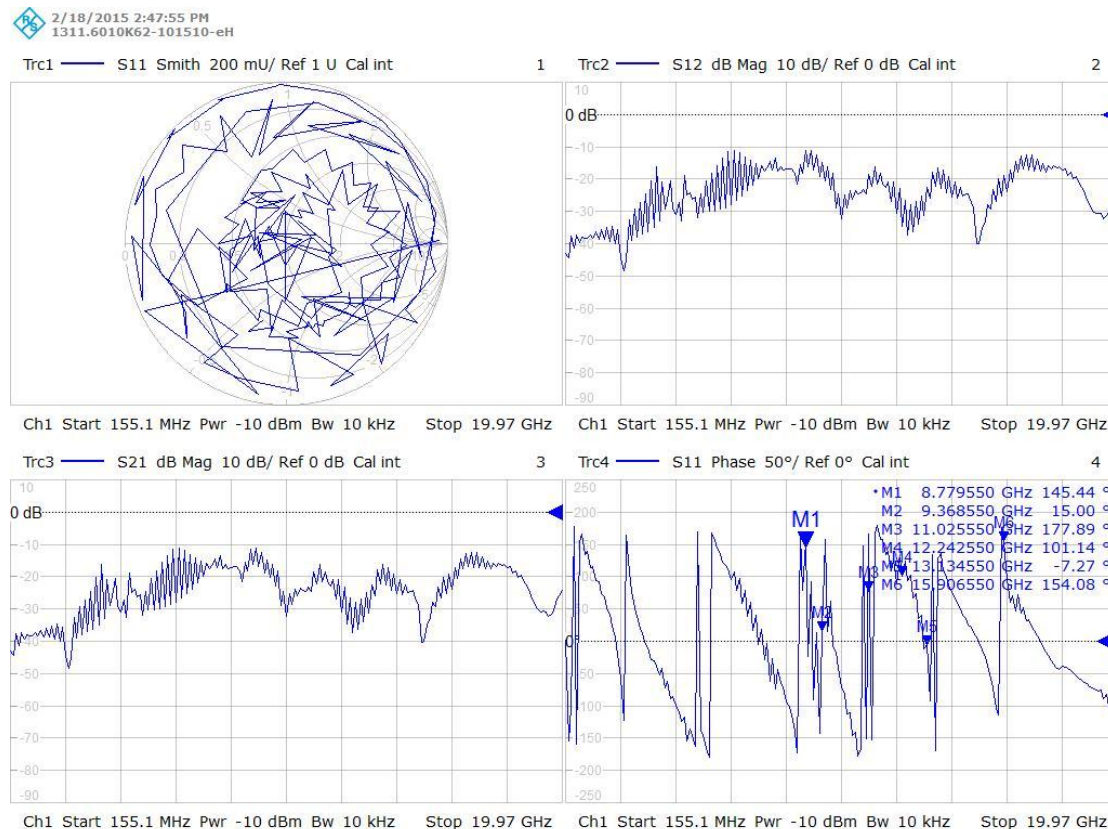 2/18/2015 2:47:55 PM
1311.6010K62-101510-eH
Trc1 S11 Smith 200 mU/ Ref 1 U Cal int 1
0.5
1
0
Ch1 Start 155.1 MHz Pwr -10 dBm Bw 10 kHz Stop 19.97 GHz
Trc2 S12 dB Mag 10 dB/ Ref 0 dB Cal int 2
10
0 dB
-10
-20
-30
-40
-50
-60
-70
-80
-90
Ch1 Start 155.1 MHz Pwr -10 dBm Bw 10 kHz Stop 19.97 GHz
Trc3 S21 dB Mag 10 dB/ Ref 0 dB Cal int 3
10
0 dB
-10
-20
-30
-40
-50
-60
-70
-80
-90
Ch1 Start 155.1 MHz Pwr -10 dBm Bw 10 kHz Stop 19.97 GHz
Trc4 S11 Phase 50°/ Ref 0° Cal int 4
250
M1 8.779550 GHz 145.44 °
M2 9.368550 GHz 15.00 °
M3 11.025550 GHz 177.89 °
M4 12.242550 GHz 101.14 °
M5 13.134550 GHz -7.27 °
M6 15.906550 GHz 154.08 °
200
M1
M6
M4
M3
M2
M5
-150
-200
-250
Ch1 Start 155.1 MHz Pwr -10 dBm Bw 10 kHz Stop 19.97 GHz